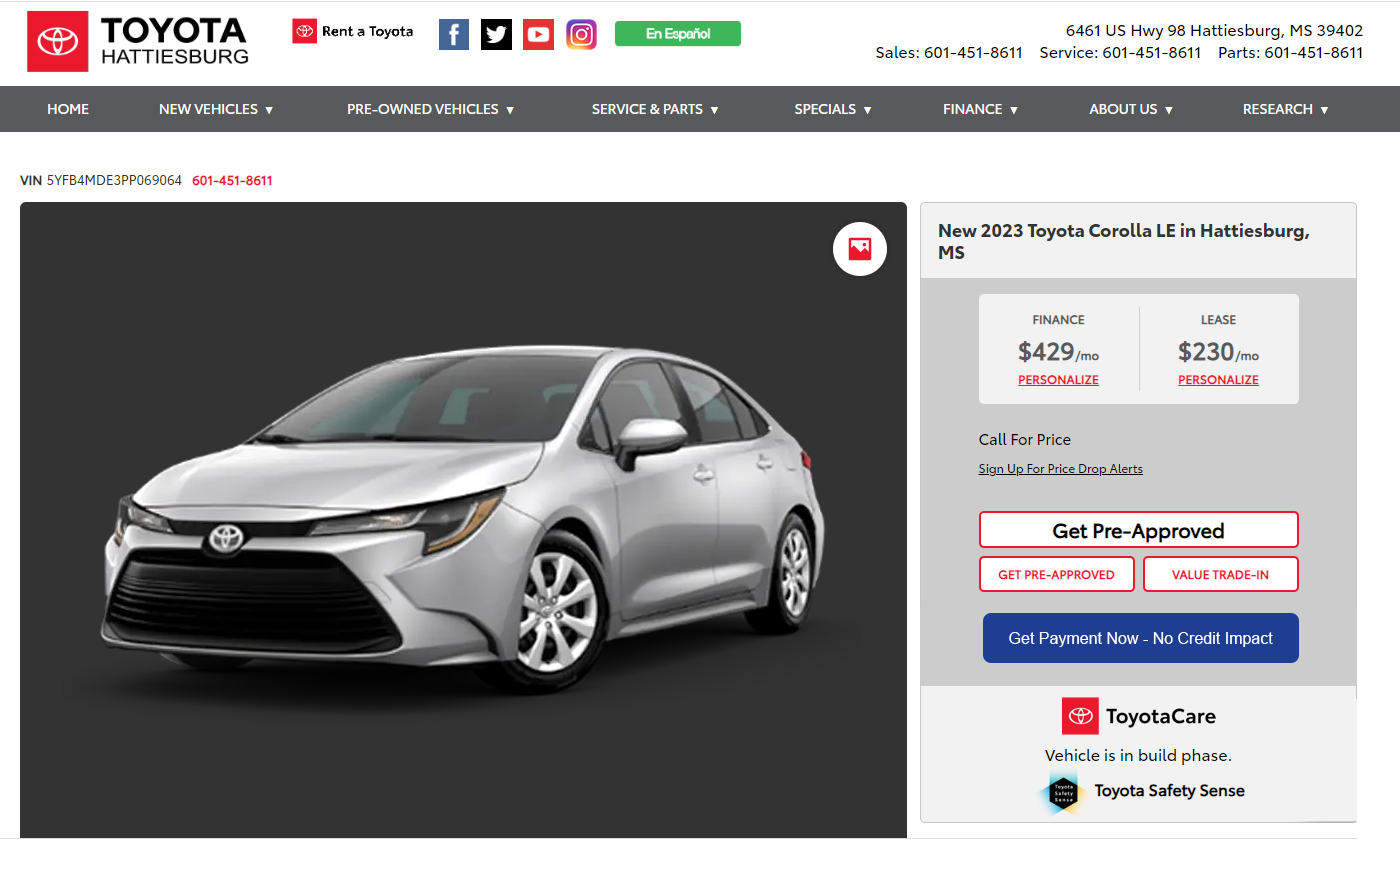 TOYOTA
HATTIESBURG
Rent a Toyota
En Español
6461 US Hwy 98 Hattiesburg, MS 39402
Sales: 601-451-8611 Service: 601-451-8611 Parts: 601-451-8611
HOME NEW VEHICLES ▼ PRE-OWNED VEHICLES ▼ SERVICE & PARTS ▼ SPECIALS ▼ FINANCE ▼ ABOUT US ▼ RESEARCH ▼
VIN 5YFB4MDE3PP069064 601-451-8611
New 2023 Toyota Corolla LE in Hattiesburg,
MS
FINANCE LEASE
$429/mo $230/mo
PERSONALIZE PERSONALIZE
Call For Price
Sign Up For Price Drop Alerts
Get Pre-Approved
GET PRE-APPROVED VALUE TRADE-IN
Get Payment Now - No Credit Impact
ToyotaCare
Vehicle is in build phase.
Toyota
Safety
Sense
Toyota Safety Sense